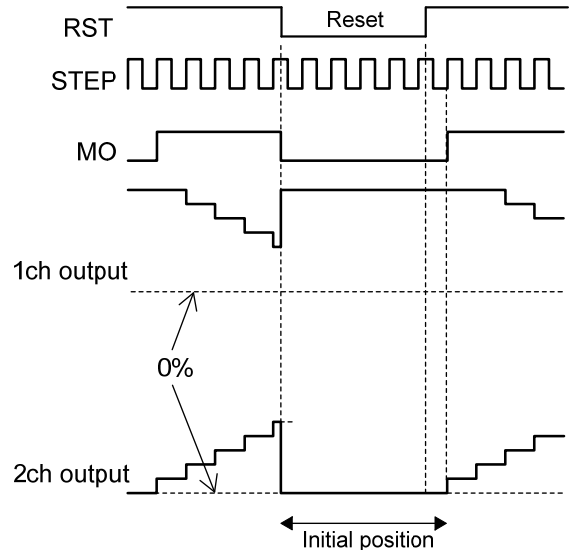 RST
Reset
STEP
MO
1ch output
0%
2ch output
Initial position